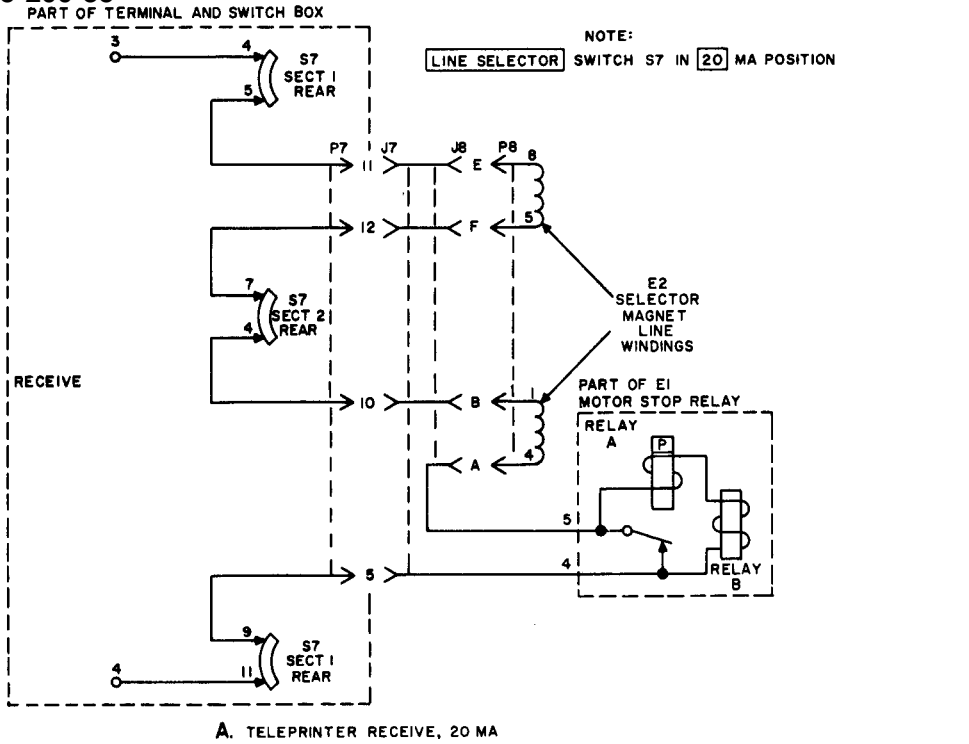 PART OF TERMINAL AND SWITCH BOX
NOTE:
LINE SELECTOR SWITCH S7 IN 20 MA POSITION
3
4
S7
SECT 1
REAR
5
P7
J7
J8
P8
11
E
8
12
F
5
7
S7
SECT 2
REAR
4
E2
SELECTOR
MAGNET
LINE
WINDINGS
RECEIVE
10
B
1
A
4
PART OF E1
MOTOR STOP RELAY
RELAY
A
P
5
4
RELAY
B
5
9
S7
SECT 1
REAR
4
11
A. TELEPRINTER RECEIVE, 20 MA